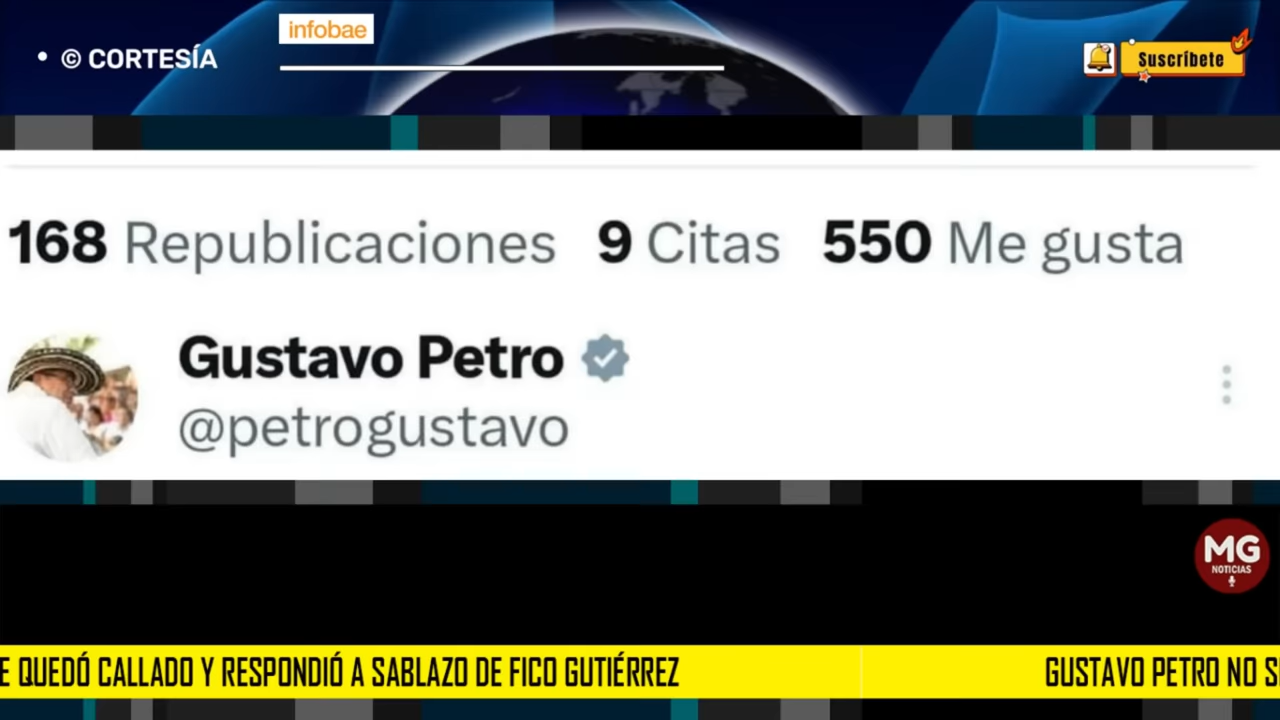 infobae
• © CORTESÍA
Suscríbete
168 Republicaciones 9 Citas 550 Me gusta
Gustavo Petro
@petrogustavo
MG
NOTICIAS
E QUEDÓ CALLADO Y RESPONDIÓ A SABLAZO DE FICO GUTIÉRREZ GUSTAVO PETRO NO S